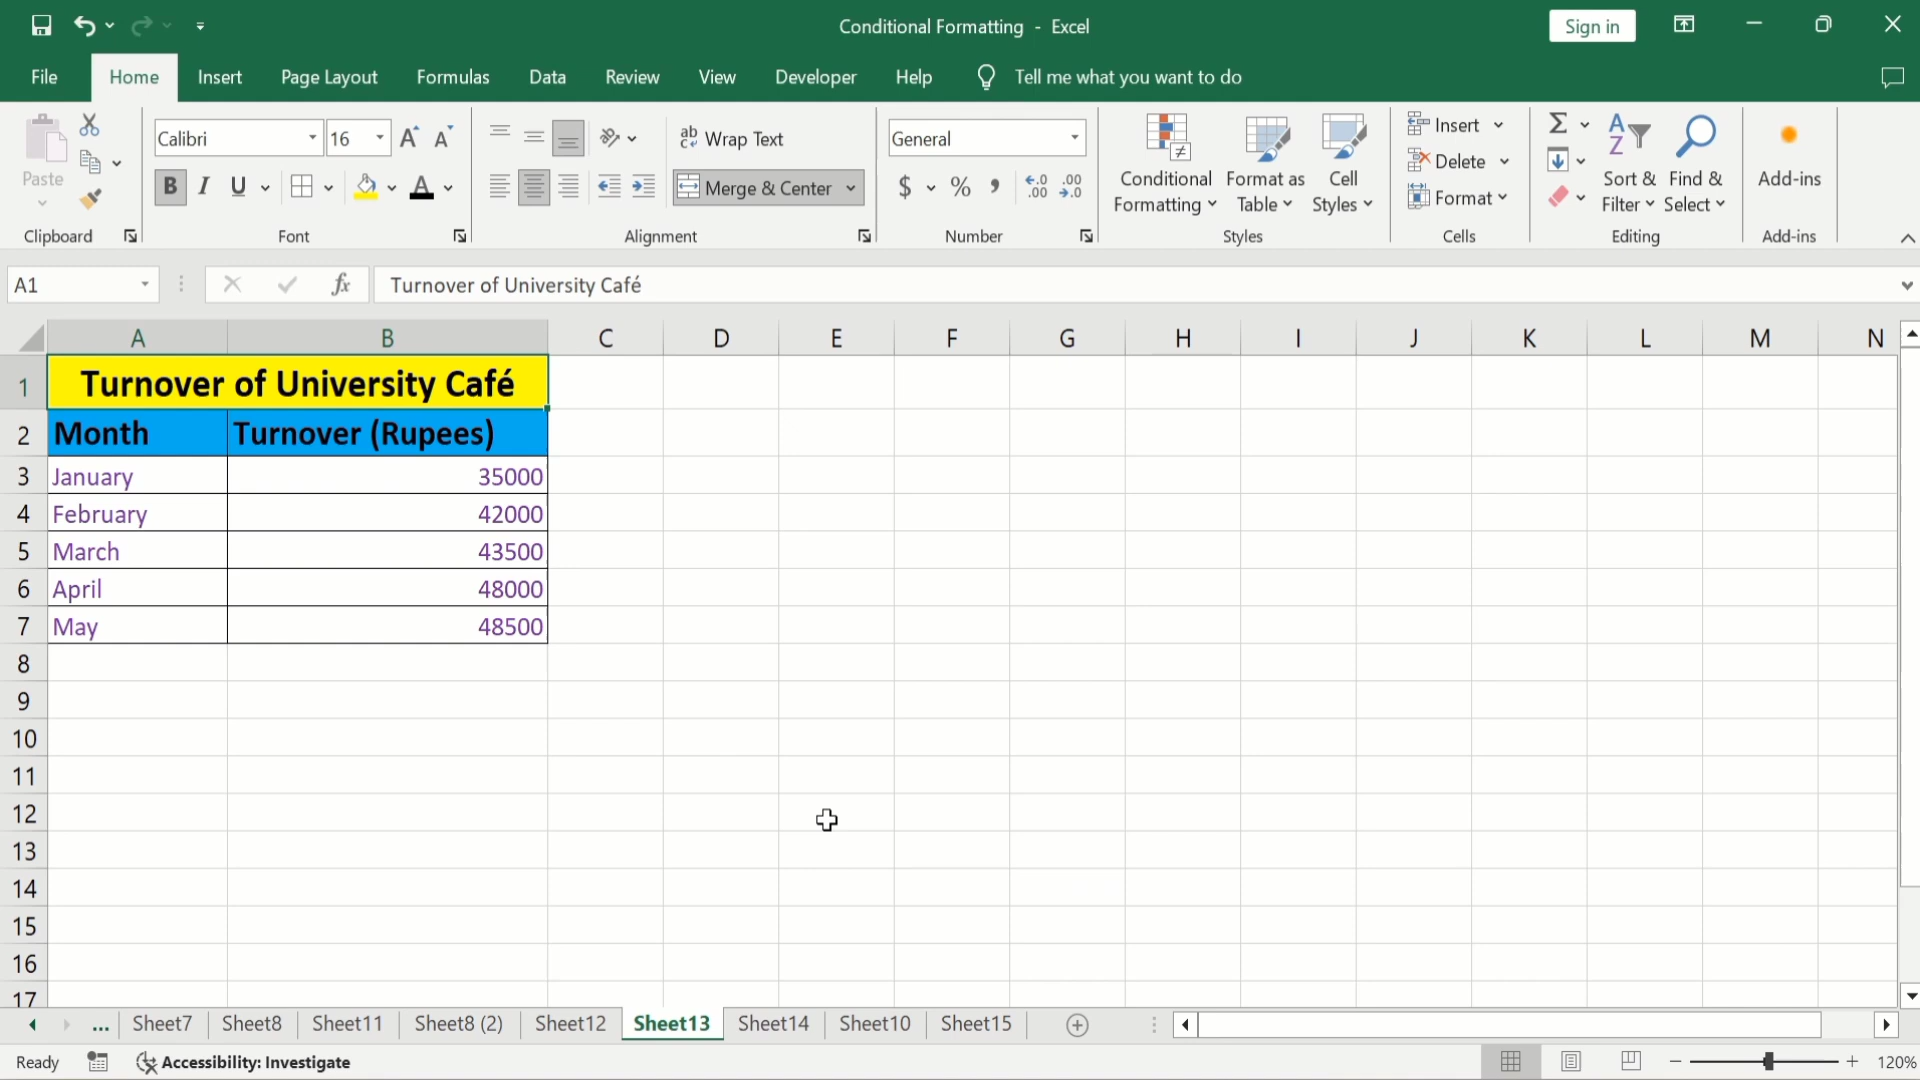 Conditional Formatting - Excel
Sign in
File Home Insert Page Layout Formulas Data Review View Developer Help Tell me what you want to do
Paste
Clipboard
Calibri 16
B I U A
Font
ab Wrap Text
Merge & Center
Alignment
General
$ % ,
Number
Conditional Formatting
Format as Table
Cell Styles
Styles
Insert
Delete
Format
Cells
Sort & Filter
Find & Select
Editing
Add-ins
Add-ins
A1 fx Turnover of University Café
A B C D E F G H I J K L M N
1 Turnover of University Café
2 Month Turnover (Rupees)
3 January 35000
4 February 42000
5 March 43500
6 April 48000
7 May 48500
8
9
10
11
12
13
14
15
16
17
... Sheet7 Sheet8 Sheet11 Sheet8 (2) Sheet12 Sheet13 Sheet14 Sheet10 Sheet15
Ready Accessibility: Investigate 120%